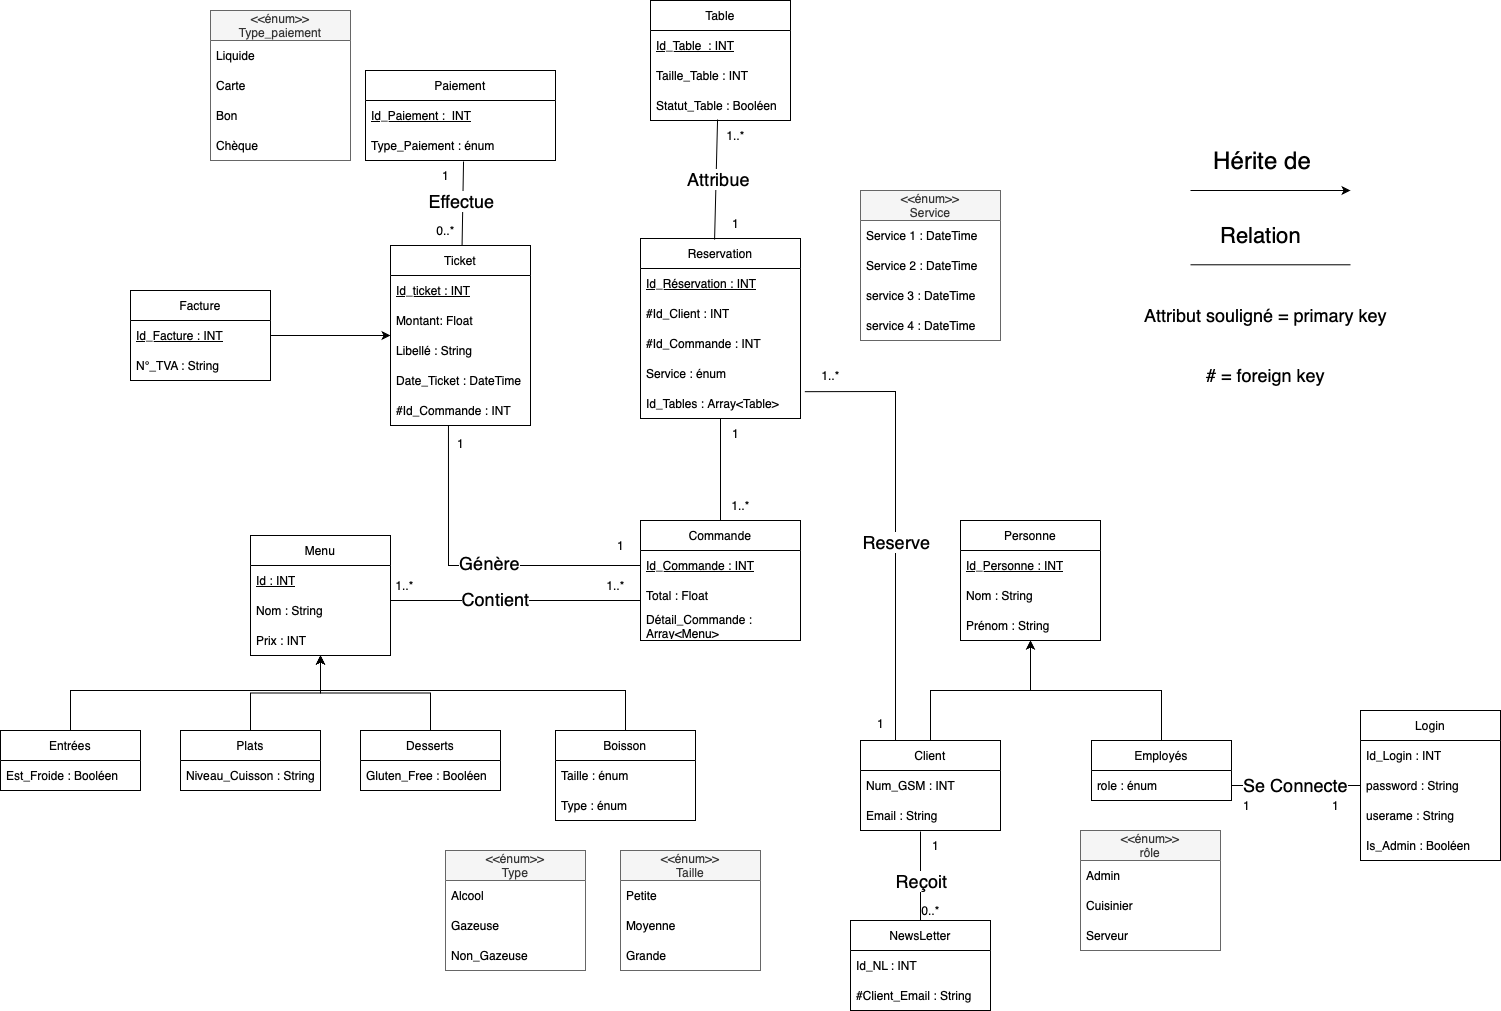 <<énum>>
Type_paiement
Liquide
Carte
Bon
Chèque
Paiement
Id_Paiement : INT
Type_Paiement : énum
1
Effectue
0..*
Table
Id_Table : INT
Taille_Table : INT
Statut_Table : Booléen
1..*
Attribue
1
Hérite de
Relation
Attribut souligné = primary key
# = foreign key
<<énum>>
Service
Service 1 : DateTime
Service 2 : DateTime
service 3 : DateTime
service 4 : DateTime
Facture
Id_Facture : INT
N°_TVA : String
Ticket
Id_ticket : INT
Montant: Float
Libellé : String
Date_Ticket : DateTime
#Id_Commande : INT
1
Reservation
Id_Réservation : INT
#Id_Client : INT
#Id_Commande : INT
Service : énum
Id_Tables : Array<Table>
1..*
1
1..*
Génère
1
Contient
1..*
1..*
Reserve
1
Menu
Id : INT
Nom : String
Prix : INT
Commande
Id_Commande : INT
Total : Float
Détail_Commande :
Array<Menu>
Personne
Id_Personne : INT
Nom : String
Prénom : String
Entrées
Est_Froide : Booléen
Plats
Niveau_Cuisson : String
Desserts
Gluten_Free : Booléen
Boisson
Taille : énum
Type : énum
Client
Num_GSM : INT
Email : String
Employés
role : énum
Se Connecte
1
1
Login
Id_Login : INT
password : String
userame : String
Is_Admin : Booléen
<<énum>>
Type
Alcool
Gazeuse
Non_Gazeuse
<<énum>>
Taille
Petite
Moyenne
Grande
1
Reçoit
0..*
NewsLetter
Id_NL : INT
#Client_Email : String
<<énum>>
rôle
Admin
Cuisinier
Serveur